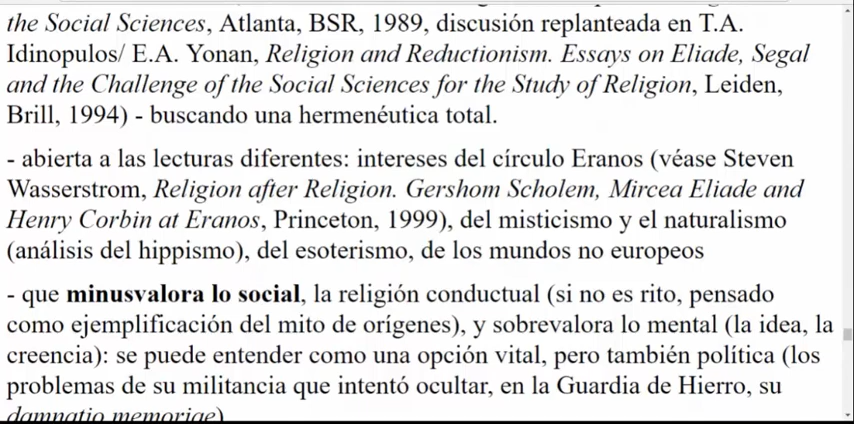 the Social Sciences, Atlanta, BSR, 1989, discusión replanteada en T.A.
Idinopulos/ E.A. Yonan, Religion and Reductionism. Essays on Eliade, Segal
and the Challenge of the Social Sciences for the Study of Religion, Leiden,
Brill, 1994) - buscando una hermenéutica total.
- abierta a las lecturas diferentes: intereses del círculo Eranos (véase Steven
Wasserstrom, Religion after Religion. Gershom Scholem, Mircea Eliade and
Henry Corbin at Eranos, Princeton, 1999), del misticismo y el naturalismo
(análisis del hippismo), del esoterismo, de los mundos no europeos
- que minusvalora lo social, la religión conductual (si no es rito, pensado
como ejemplificación del mito de orígenes), y sobrevalora lo mental (la idea, la
creencia): se puede entender como una opción vital, pero también política (los
problemas de su militancia que intentó ocultar, en la Guardia de Hierro, su
damnatio memoriae)